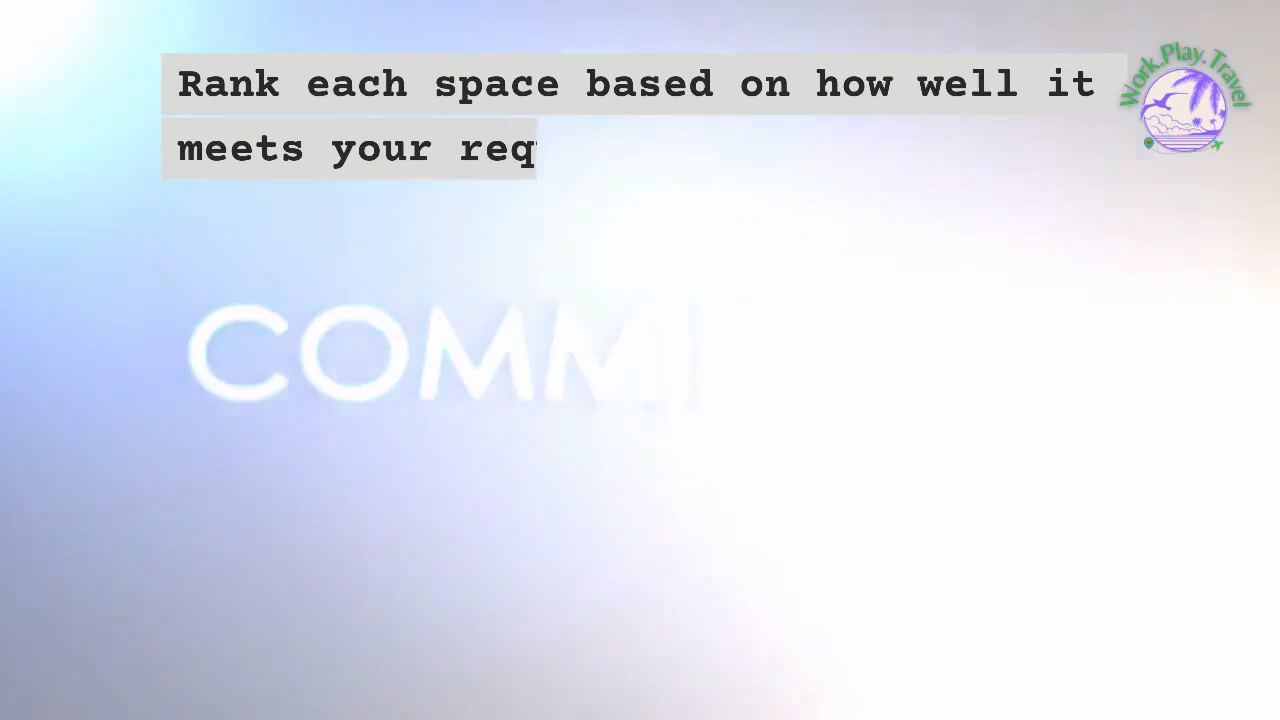 Rank each space based on how well it
meets your req
Work.Play.Travel
COMM